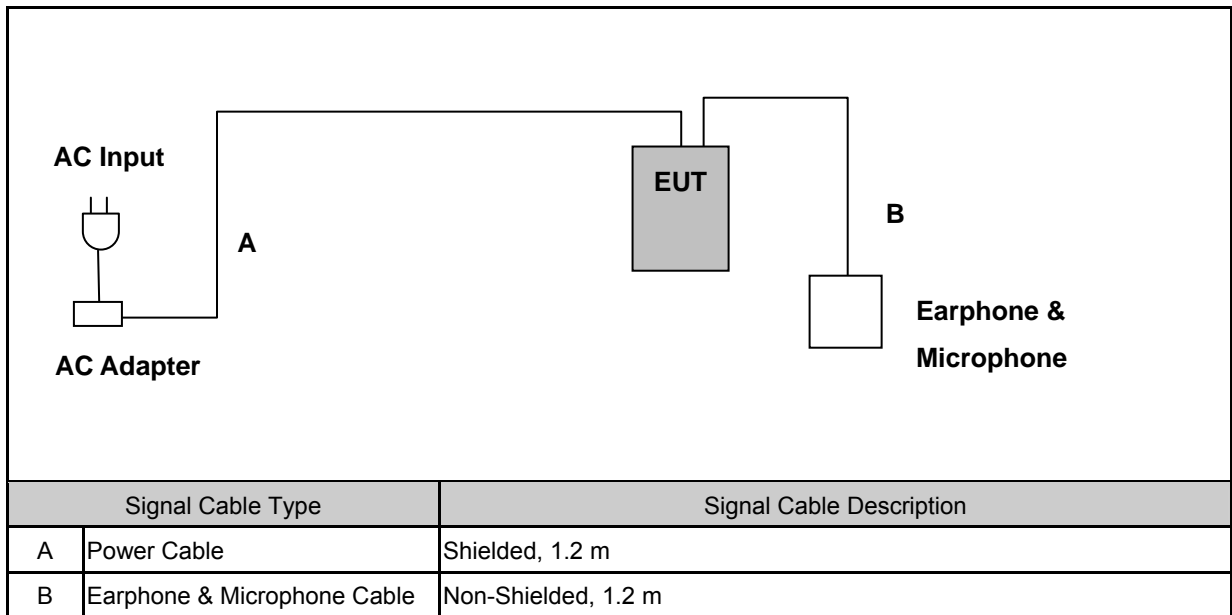 AC Input
EUT
A
B
Earphone &
Microphone
AC Adapter
Signal Cable Type Signal Cable Description
A Power Cable Shielded, 1.2 m
B Earphone & Microphone Cable Non-Shielded, 1.2 m